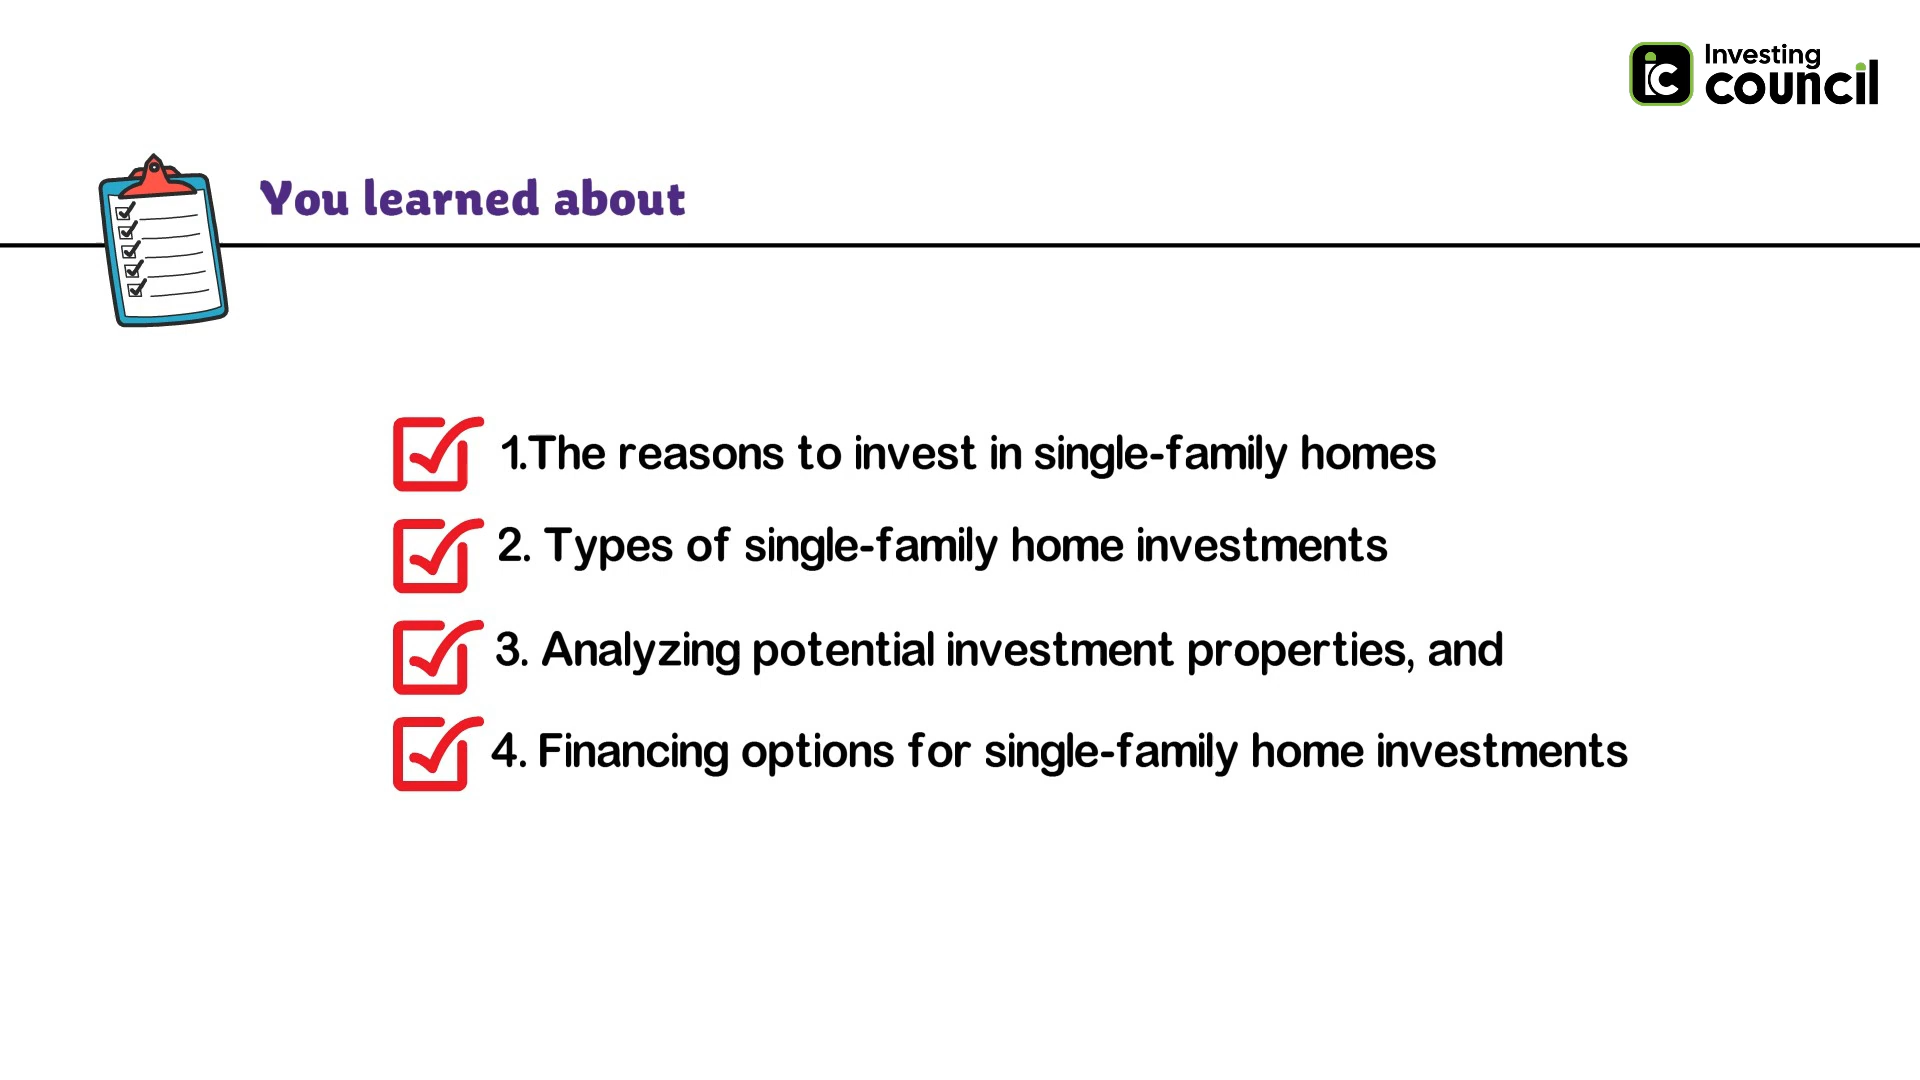 Investing
council
ic
You learned about
1.The reasons to invest in single-family homes
2. Types of single-family home investments
3. Analyzing potential investment properties, and
4. Financing options for single-family home investments